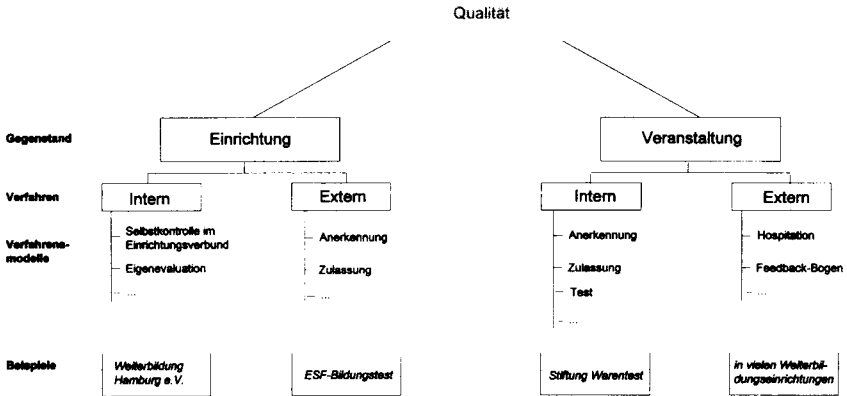 Qualität
Gegenstand
Einrichtung
Veranstaltung
Verfahren
Intern
Extern
Intern
Extern
Verfahrens-
modelle
Selbstkontrolle im
Einrichtungsverbund
Eigenevaluation
...
Anerkennung
Zulassung
...
Anerkennung
Zulassung
Test
...
Hospitation
Feedback-Bogen
...
Beispiele
Weiterbildung
Hamburg e.V.
ESF-Bildungstest
Stiftung Warentest
in vielen Weiterbil-
dungseinrichtungen